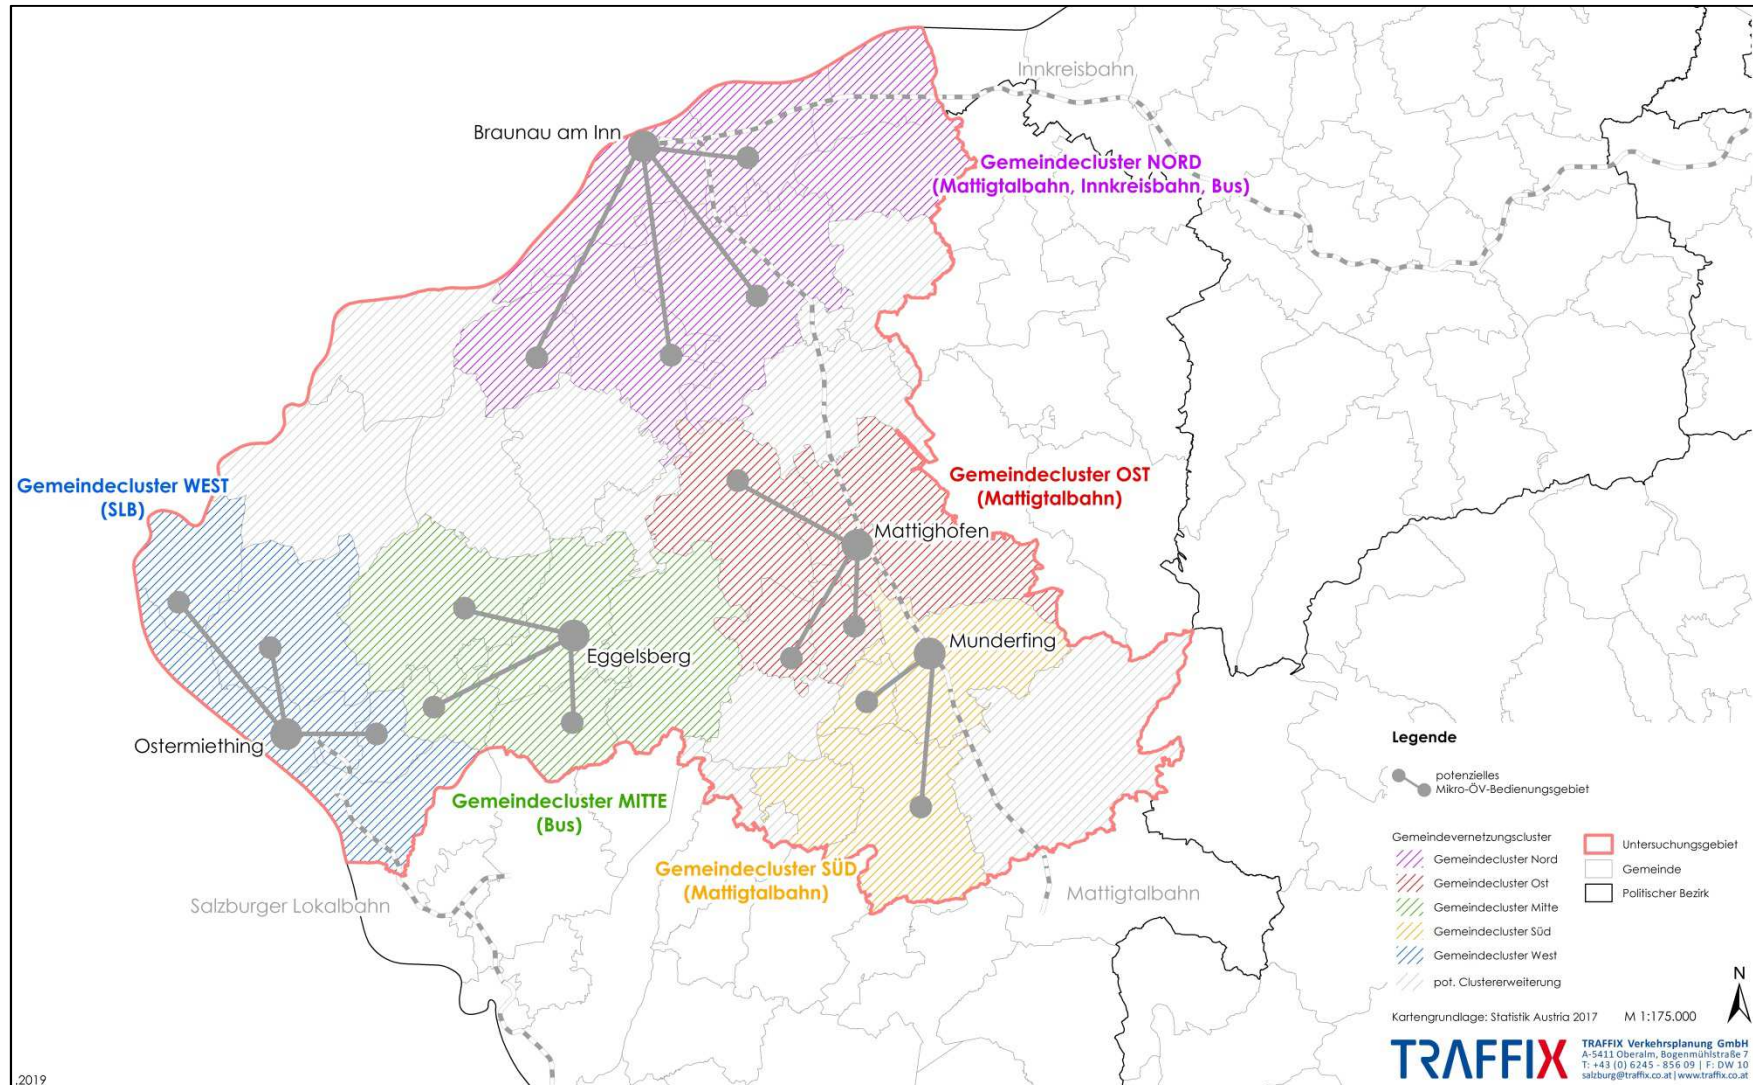 Innkreisbahn
Braunau am Inn
Gemeindecluster NORD
(Mattigtalbahn, Innkreisbahn, Bus)
Gemeindecluster WEST
(SLB)
Gemeindecluster OST
(Mattigtalbahn)
Mattighofen
Munderfing
Eggelsberg
Ostermiething
Gemeindecluster MITTE
(Bus)
Gemeindecluster SÜD
(Mattigtalbahn)
Salzburger Lokalbahn
Mattigtalbahn
Legende
potenzielles
Mikro-ÖV-Bedienungsgebiet
Gemeindevernetzungscluster
Gemeindecluster Nord
Gemeindecluster Ost
Gemeindecluster Mitte
Gemeindecluster Süd
Gemeindecluster West
pot. Clustererweiterung
Untersuchungsgebiet
Gemeinde
Politischer Bezirk
N
Kartengrundlage: Statistik Austria 2017 M 1:175.000
TRAFFIX
TRAFFIX Verkehrsplanung GmbH
A-5411 Oberalm, Bogenmühlstraße 7
T: +43 (0) 6245 - 856 09 | F: DW 10
salzburg@traffix.co.at | www.traffix.co.at
.2019